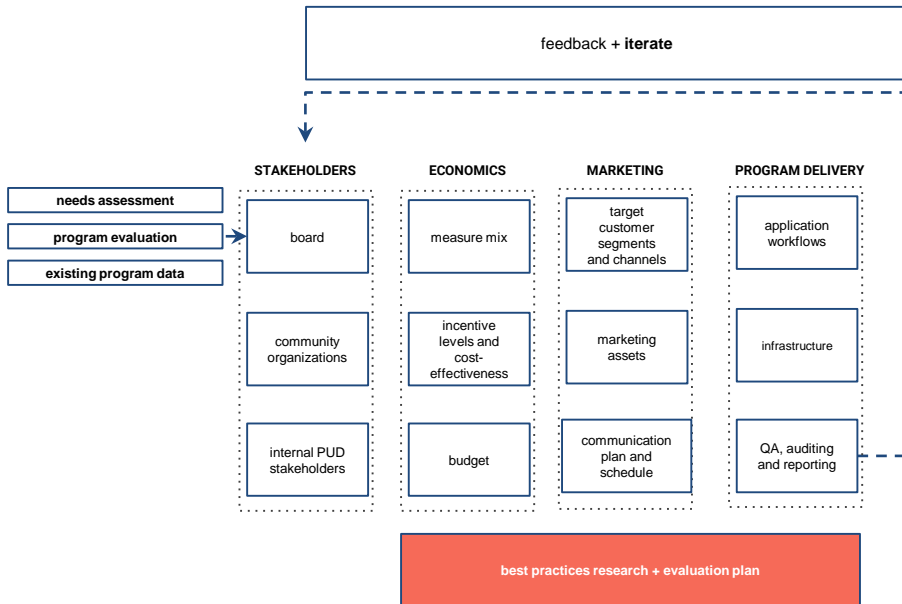 feedback + iterate
STAKEHOLDERS
ECONOMICS
MARKETING
PROGRAM DELIVERY
needs assessment
program evaluation
existing program data
board
community
organizations
internal PUD
stakeholders
measure mix
incentive
levels and
cost-
effectiveness
budget
target
customer
segments
and channels
marketing
assets
communication
plan and
schedule
application
workflows
infrastructure
QA, auditing
and reporting
best practices research + evaluation plan